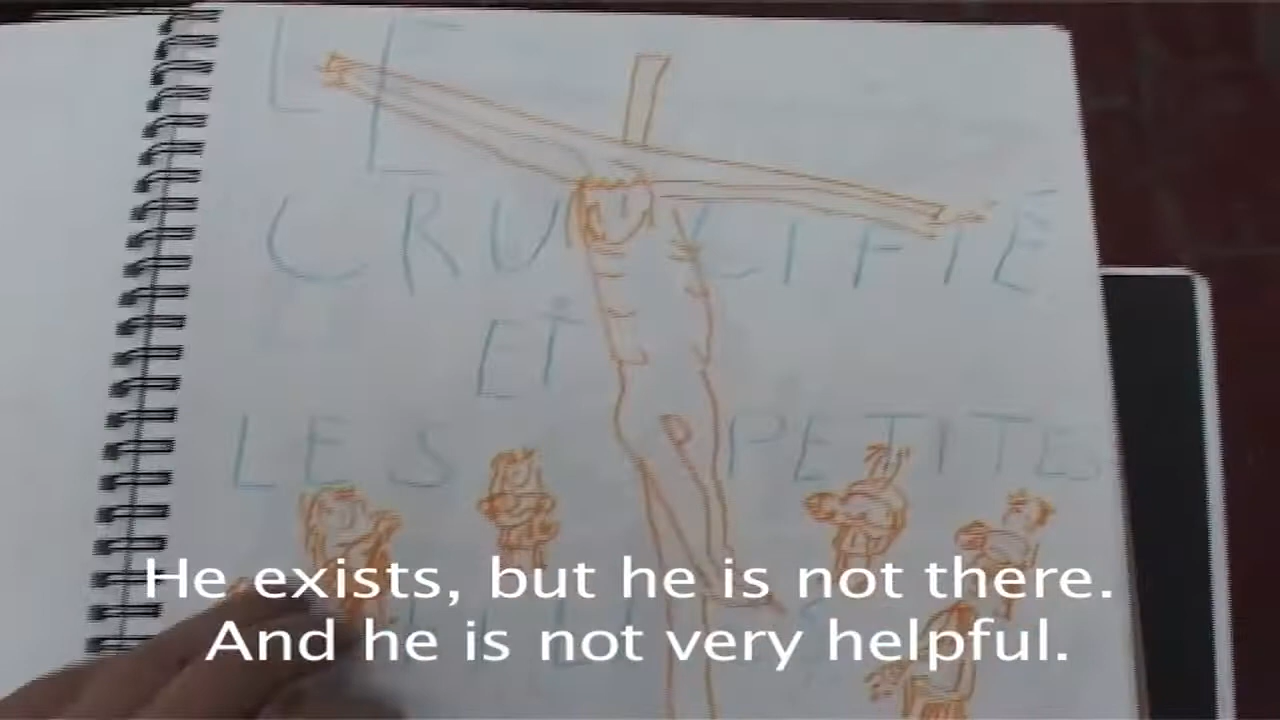 LE
CRUCIFIÉ
ET
LES PETITES
He exists, but he is not there.
And he is not very helpful.